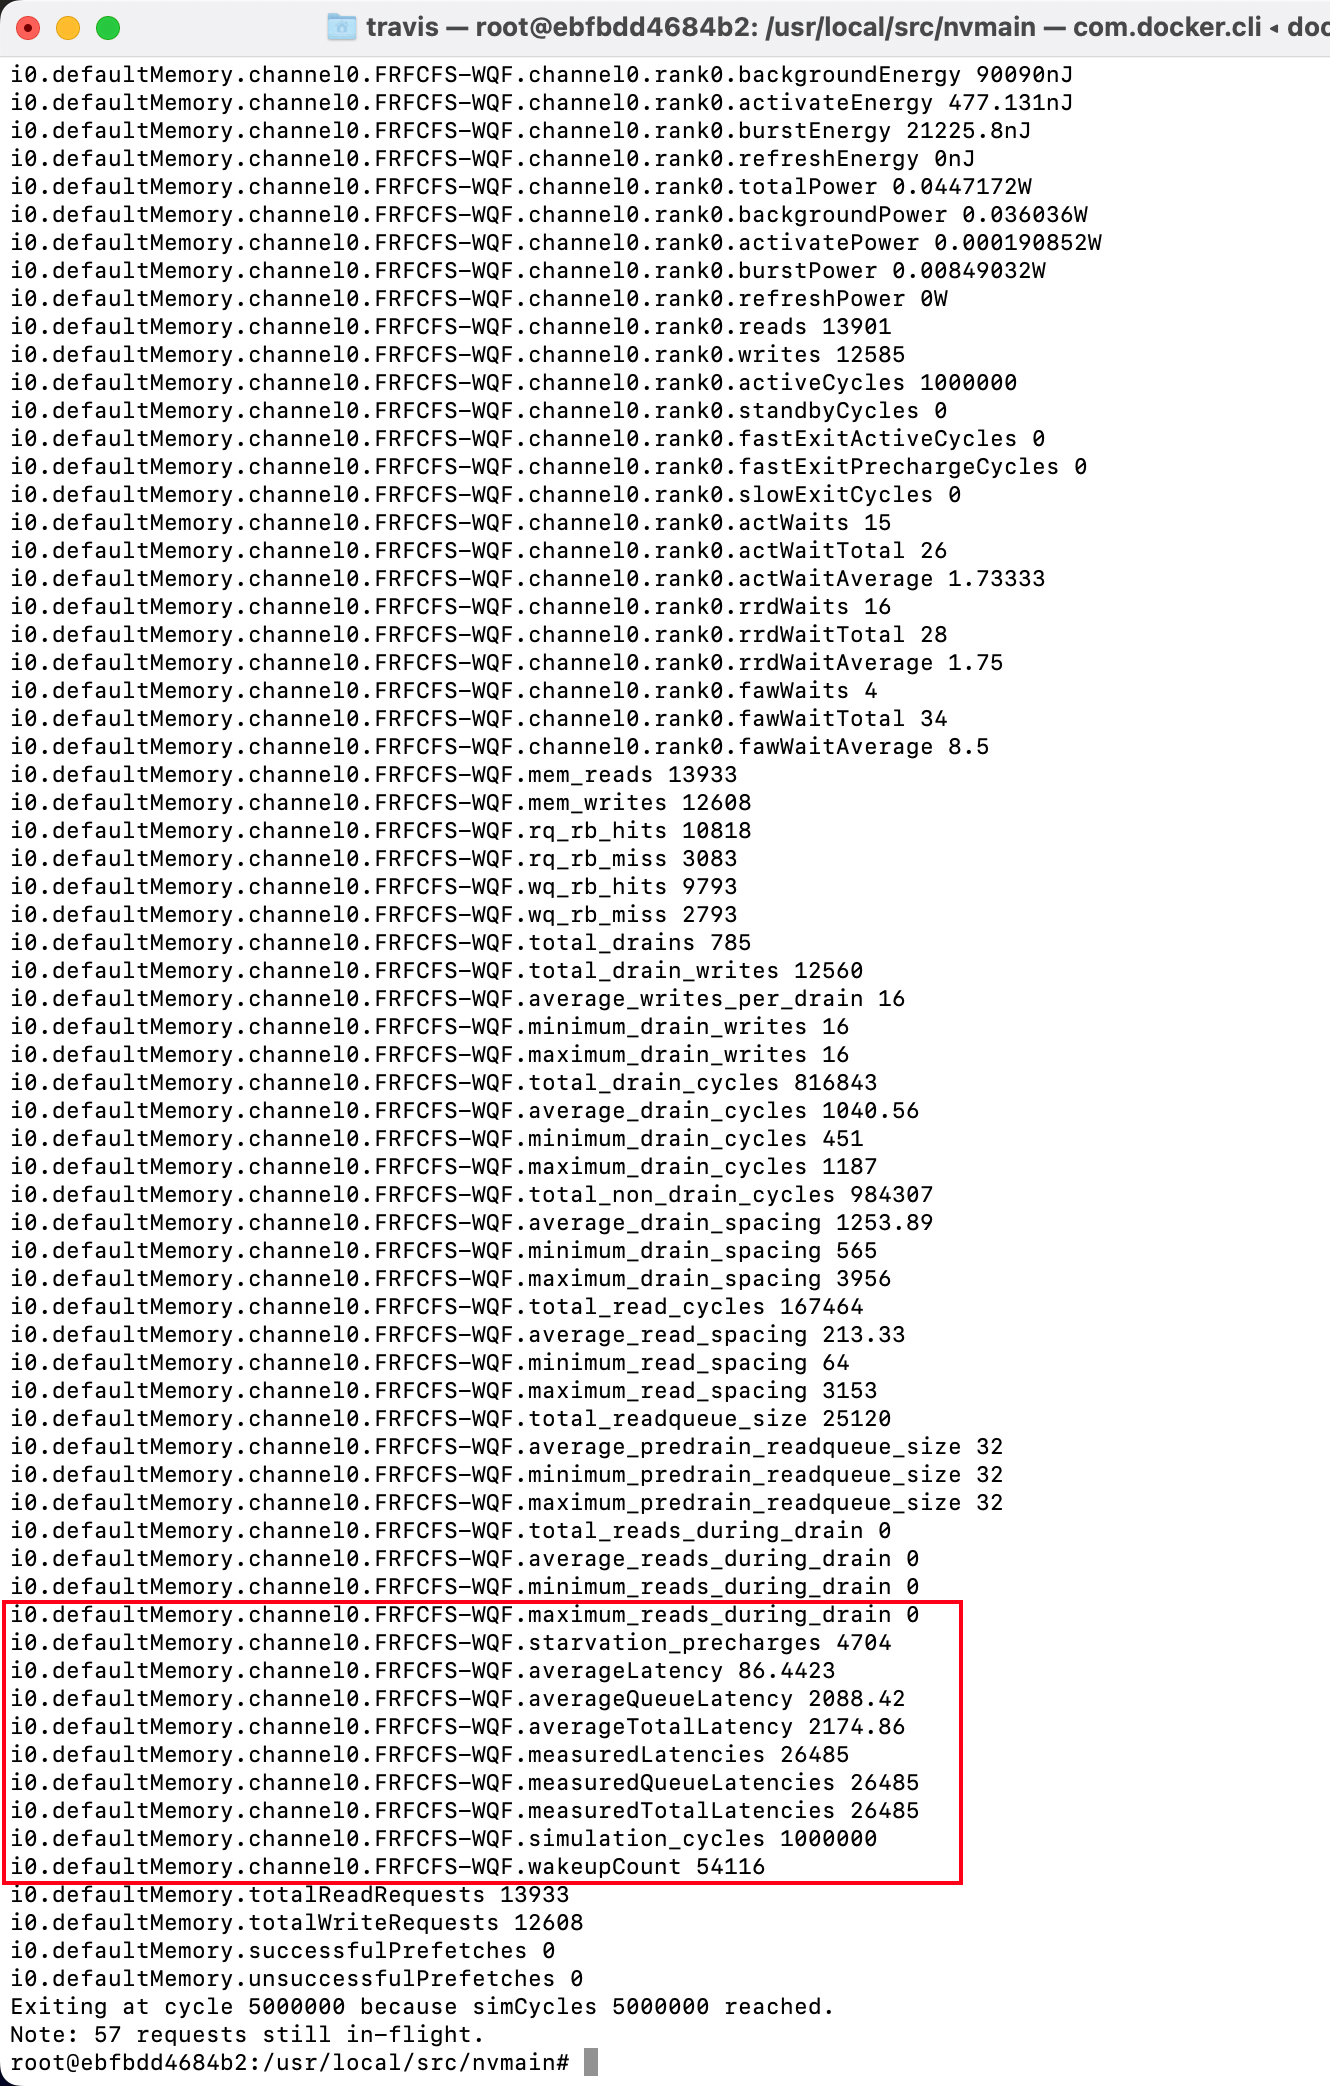 travis — root@ebfbdd4684b2: /usr/local/src/nvmain — com.docker.cli ◂ doc
i0.defaultMemory.channel0.FRFCFS-WQF.channel0.rank0.backgroundEnergy 90090nJ
i0.defaultMemory.channel0.FRFCFS-WQF.channel0.rank0.activateEnergy 477.131nJ
i0.defaultMemory.channel0.FRFCFS-WQF.channel0.rank0.burstEnergy 21225.8nJ
i0.defaultMemory.channel0.FRFCFS-WQF.channel0.rank0.refreshEnergy 0nJ
i0.defaultMemory.channel0.FRFCFS-WQF.channel0.rank0.totalPower 0.0447172W
i0.defaultMemory.channel0.FRFCFS-WQF.channel0.rank0.backgroundPower 0.036036W
i0.defaultMemory.channel0.FRFCFS-WQF.channel0.rank0.activatePower 0.000190852W
i0.defaultMemory.channel0.FRFCFS-WQF.channel0.rank0.burstPower 0.00849032W
i0.defaultMemory.channel0.FRFCFS-WQF.channel0.rank0.refreshPower 0W
i0.defaultMemory.channel0.FRFCFS-WQF.channel0.rank0.reads 13901
i0.defaultMemory.channel0.FRFCFS-WQF.channel0.rank0.writes 12585
i0.defaultMemory.channel0.FRFCFS-WQF.channel0.rank0.activeCycles 1000000
i0.defaultMemory.channel0.FRFCFS-WQF.channel0.rank0.standbyCycles 0
i0.defaultMemory.channel0.FRFCFS-WQF.channel0.rank0.fastExitActiveCycles 0
i0.defaultMemory.channel0.FRFCFS-WQF.channel0.rank0.fastExitPrechargeCycles 0
i0.defaultMemory.channel0.FRFCFS-WQF.channel0.rank0.slowExitCycles 0
i0.defaultMemory.channel0.FRFCFS-WQF.channel0.rank0.actWaits 15
i0.defaultMemory.channel0.FRFCFS-WQF.channel0.rank0.actWaitTotal 26
i0.defaultMemory.channel0.FRFCFS-WQF.channel0.rank0.actWaitAverage 1.73333
i0.defaultMemory.channel0.FRFCFS-WQF.channel0.rank0.rrdWaits 16
i0.defaultMemory.channel0.FRFCFS-WQF.channel0.rank0.rrdWaitTotal 28
i0.defaultMemory.channel0.FRFCFS-WQF.channel0.rank0.rrdWaitAverage 1.75
i0.defaultMemory.channel0.FRFCFS-WQF.channel0.rank0.fawWaits 4
i0.defaultMemory.channel0.FRFCFS-WQF.channel0.rank0.fawWaitTotal 34
i0.defaultMemory.channel0.FRFCFS-WQF.channel0.rank0.fawWaitAverage 8.5
i0.defaultMemory.channel0.FRFCFS-WQF.mem_reads 13933
i0.defaultMemory.channel0.FRFCFS-WQF.mem_writes 12608
i0.defaultMemory.channel0.FRFCFS-WQF.rq_rb_hits 10818
i0.defaultMemory.channel0.FRFCFS-WQF.rq_rb_miss 3083
i0.defaultMemory.channel0.FRFCFS-WQF.wq_rb_hits 9793
i0.defaultMemory.channel0.FRFCFS-WQF.wq_rb_miss 2793
i0.defaultMemory.channel0.FRFCFS-WQF.total_drains 785
i0.defaultMemory.channel0.FRFCFS-WQF.total_drain_writes 12560
i0.defaultMemory.channel0.FRFCFS-WQF.average_writes_per_drain 16
i0.defaultMemory.channel0.FRFCFS-WQF.minimum_drain_writes 16
i0.defaultMemory.channel0.FRFCFS-WQF.maximum_drain_writes 16
i0.defaultMemory.channel0.FRFCFS-WQF.total_drain_cycles 816843
i0.defaultMemory.channel0.FRFCFS-WQF.average_drain_cycles 1040.56
i0.defaultMemory.channel0.FRFCFS-WQF.minimum_drain_cycles 451
i0.defaultMemory.channel0.FRFCFS-WQF.maximum_drain_cycles 1187
i0.defaultMemory.channel0.FRFCFS-WQF.total_non_drain_cycles 984307
i0.defaultMemory.channel0.FRFCFS-WQF.average_drain_spacing 1253.89
i0.defaultMemory.channel0.FRFCFS-WQF.minimum_drain_spacing 565
i0.defaultMemory.channel0.FRFCFS-WQF.maximum_drain_spacing 3956
i0.defaultMemory.channel0.FRFCFS-WQF.total_read_cycles 167464
i0.defaultMemory.channel0.FRFCFS-WQF.average_read_spacing 213.33
i0.defaultMemory.channel0.FRFCFS-WQF.minimum_read_spacing 64
i0.defaultMemory.channel0.FRFCFS-WQF.maximum_read_spacing 3153
i0.defaultMemory.channel0.FRFCFS-WQF.total_readqueue_size 25120
i0.defaultMemory.channel0.FRFCFS-WQF.average_predrain_readqueue_size 32
i0.defaultMemory.channel0.FRFCFS-WQF.minimum_predrain_readqueue_size 32
i0.defaultMemory.channel0.FRFCFS-WQF.maximum_predrain_readqueue_size 32
i0.defaultMemory.channel0.FRFCFS-WQF.total_reads_during_drain 0
i0.defaultMemory.channel0.FRFCFS-WQF.average_reads_during_drain 0
i0.defaultMemory.channel0.FRFCFS-WQF.minimum_reads_during_drain 0
i0.defaultMemory.channel0.FRFCFS-WQF.maximum_reads_during_drain 0
i0.defaultMemory.channel0.FRFCFS-WQF.starvation_precharges 4704
i0.defaultMemory.channel0.FRFCFS-WQF.averageLatency 86.4423
i0.defaultMemory.channel0.FRFCFS-WQF.averageQueueLatency 2088.42
i0.defaultMemory.channel0.FRFCFS-WQF.averageTotalLatency 2174.86
i0.defaultMemory.channel0.FRFCFS-WQF.measuredLatencies 26485
i0.defaultMemory.channel0.FRFCFS-WQF.measuredQueueLatencies 26485
i0.defaultMemory.channel0.FRFCFS-WQF.measuredTotalLatencies 26485
i0.defaultMemory.channel0.FRFCFS-WQF.simulation_cycles 1000000
i0.defaultMemory.channel0.FRFCFS-WQF.wakeupCount 54116
i0.defaultMemory.totalReadRequests 13933
i0.defaultMemory.totalWriteRequests 12608
i0.defaultMemory.successfulPrefetches 0
i0.defaultMemory.unsuccessfulPrefetches 0
Exiting at cycle 5000000 because simCycles 5000000 reached.
Note: 57 requests still in-flight.
root@ebfbdd4684b2:/usr/local/src/nvmain#